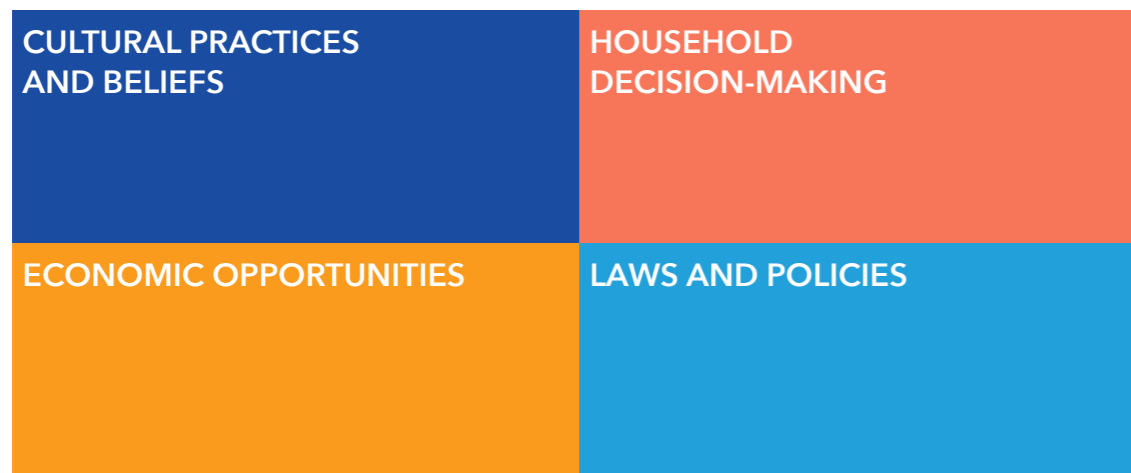 CULTURAL PRACTICES
AND BELIEFS
HOUSEHOLD
DECISION-MAKING
ECONOMIC OPPORTUNITIES
LAWS AND POLICIES